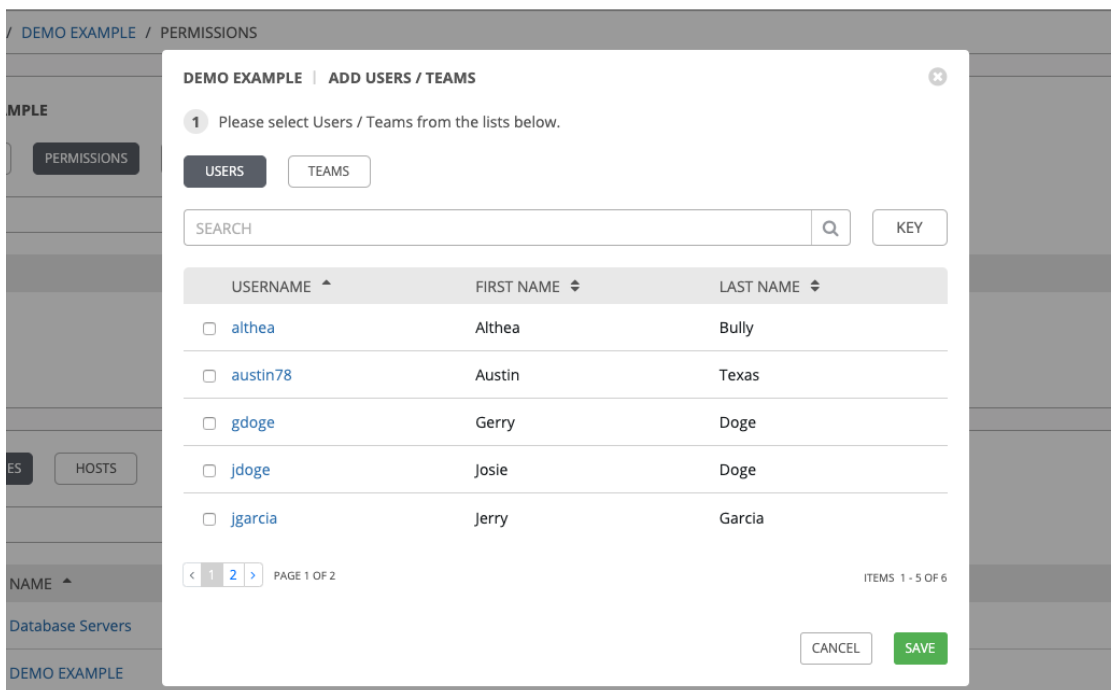 / DEMO EXAMPLE / PERMISSIONS
DEMO EXAMPLE | ADD USERS / TEAMS
MPLE
1 Please select Users / Teams from the lists below.
PERMISSIONS
USERS TEAMS
SEARCH KEY
USERNAME FIRST NAME LAST NAME
althea Althea Bully
austin78 Austin Texas
gdoge Gerry Doge
jdoge Josie Doge
ES HOSTS
jgarcia Jerry Garcia
< 1 2 > PAGE 1 OF 2 ITEMS 1 - 5 OF 6
NAME
Database Servers
CANCEL SAVE
DEMO EXAMPLE